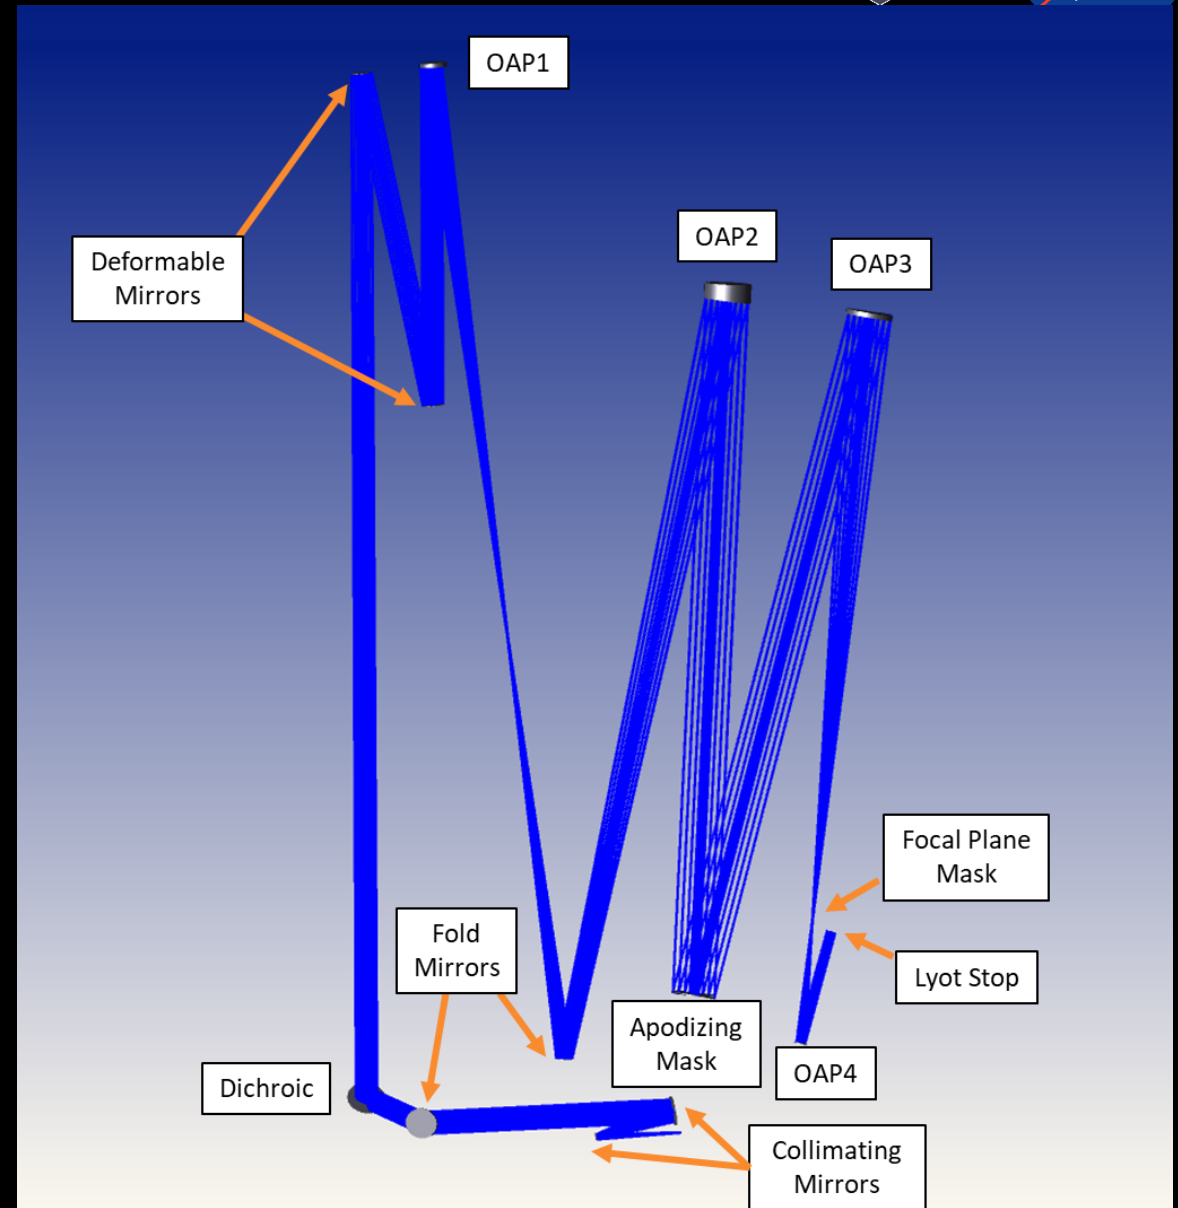 OAP1
OAP2
OAP3
Deformable
Mirrors
Focal Plane
Mask
Fold
Mirrors
Lyot Stop
Apodizing
Mask
OAP4
Dichroic
Collimating
Mirrors